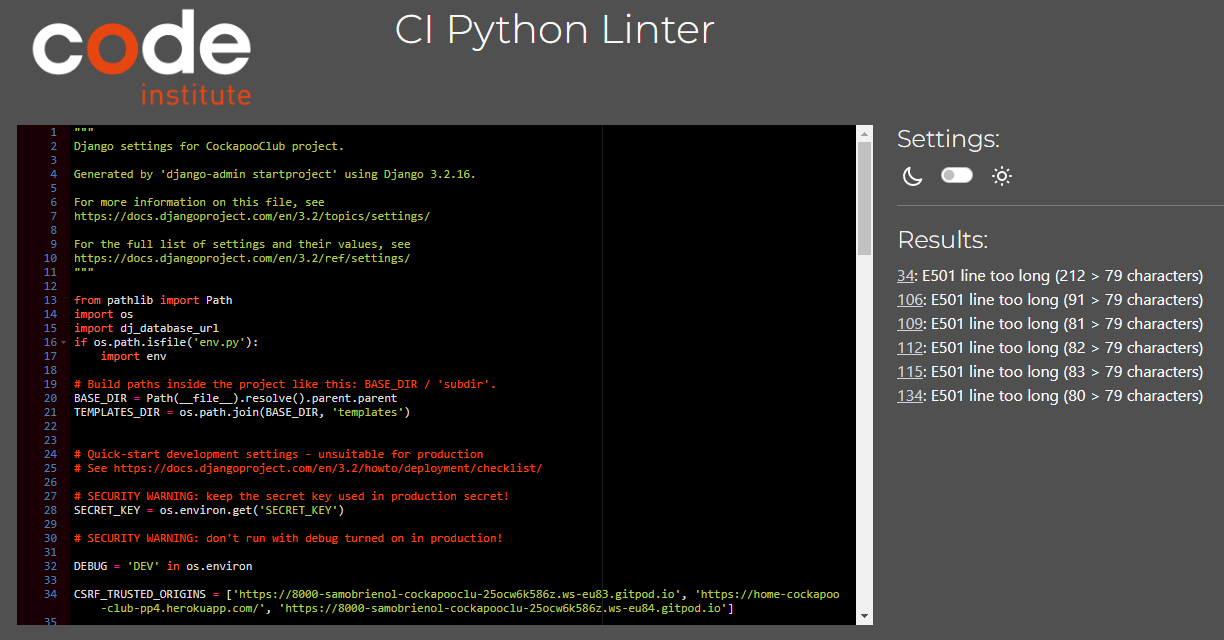 code
institute
CI Python Linter
1 """
2 Django settings for CockapooClub project.
3
4 Generated by 'django-admin startproject' using Django 3.2.16.
5
6 For more information on this file, see
7 https://docs.djangoproject.com/en/3.2/topics/settings/
8
9 For the full list of settings and their values, see
10 https://docs.djangoproject.com/en/3.2/ref/settings/
11 """
12
13 from pathlib import Path
14 import os
15 import dj_database_url
16 if os.path.isfile('env.py'):
17     import env
18
19 # Build paths inside the project like this: BASE_DIR / 'subdir'.
20 BASE_DIR = Path(__file__).resolve().parent.parent
21 TEMPLATES_DIR = os.path.join(BASE_DIR, 'templates')
22
23
24 # Quick-start development settings - unsuitable for production
25 # See https://docs.djangoproject.com/en/3.2/howto/deployment/checklist/
26
27 # SECURITY WARNING: keep the secret key used in production secret!
28 SECRET_KEY = os.environ.get('SECRET_KEY')
29
30 # SECURITY WARNING: don't run with debug turned on in production!
31
32 DEBUG = 'DEV' in os.environ
33
34 CSRF_TRUSTED_ORIGINS = ['https://8000-samobrienol-cockapooclu-25ocw6k586z.ws-eu83.gitpod.io', 'https://home-cockapoo
-club-pp4.herokuapp.com/', 'https://8000-samobrienol-cockapooclu-25ocw6k586z.ws-eu84.gitpod.io']
35
Settings:
Results:
34: E501 line too long (212 > 79 characters)
106: E501 line too long (91 > 79 characters)
109: E501 line too long (81 > 79 characters)
112: E501 line too long (82 > 79 characters)
115: E501 line too long (83 > 79 characters)
134: E501 line too long (80 > 79 characters)